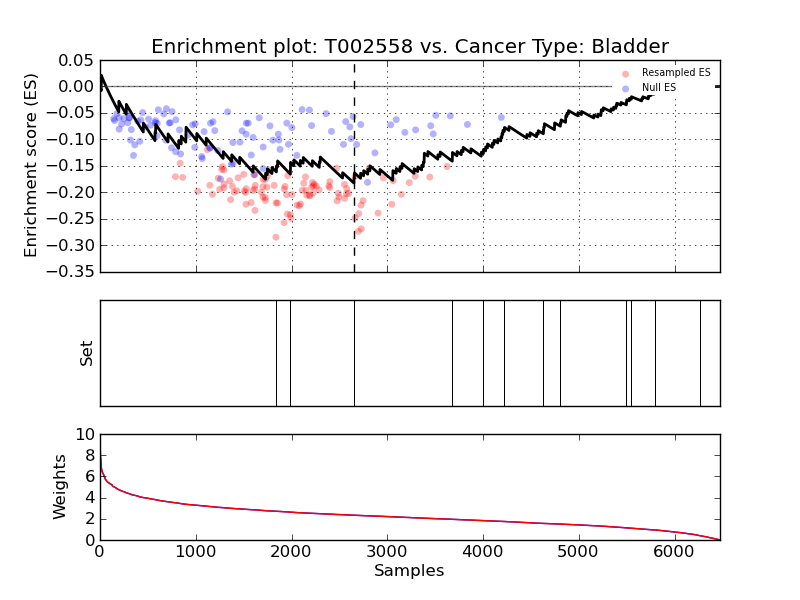 Enrichment plot: T002558 vs. Cancer Type: Bladder
Enrichment score (ES)
0.05
0.00
−0.05
−0.10
−0.15
−0.20
−0.25
−0.30
−0.35
Resampled ES
Null ES
Set
Weights
10
8
6
4
2
0
0 1000 2000 3000 4000 5000 6000
Samples